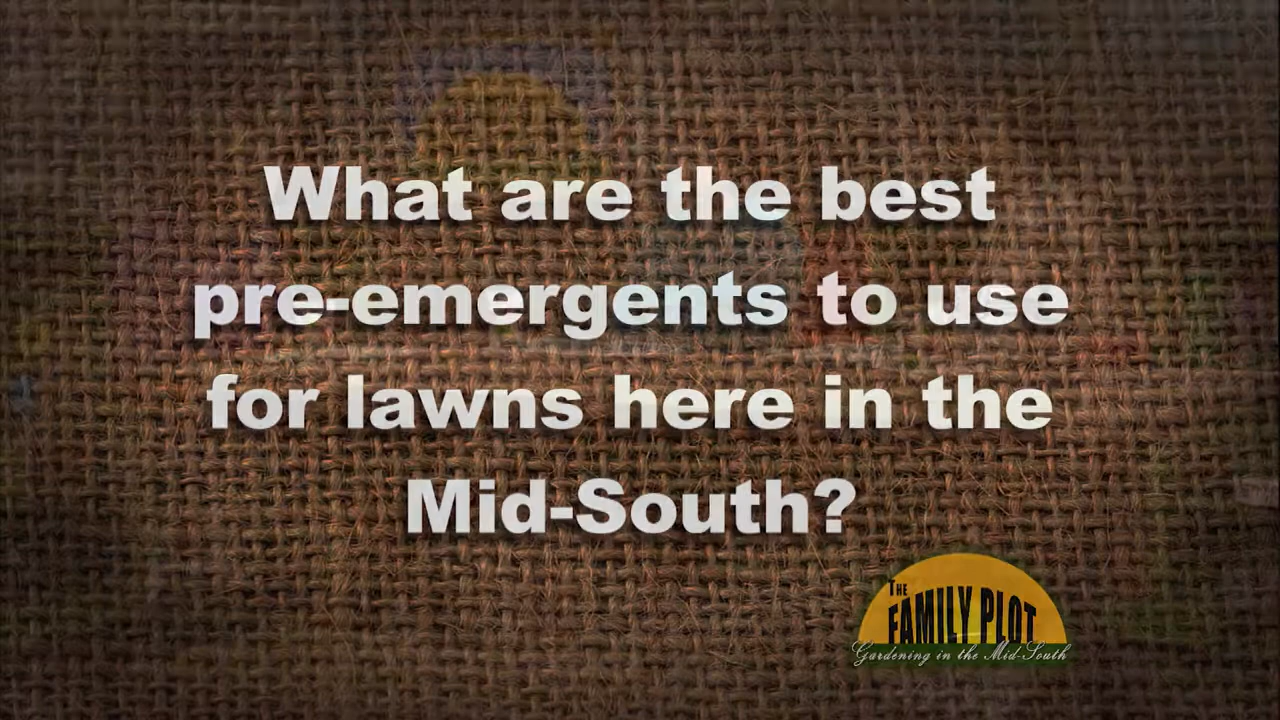 What are the best
pre-emergents to use
for lawns here in the
Mid-South?
THE
FAMILY PLOT
Gardening in the Mid-South